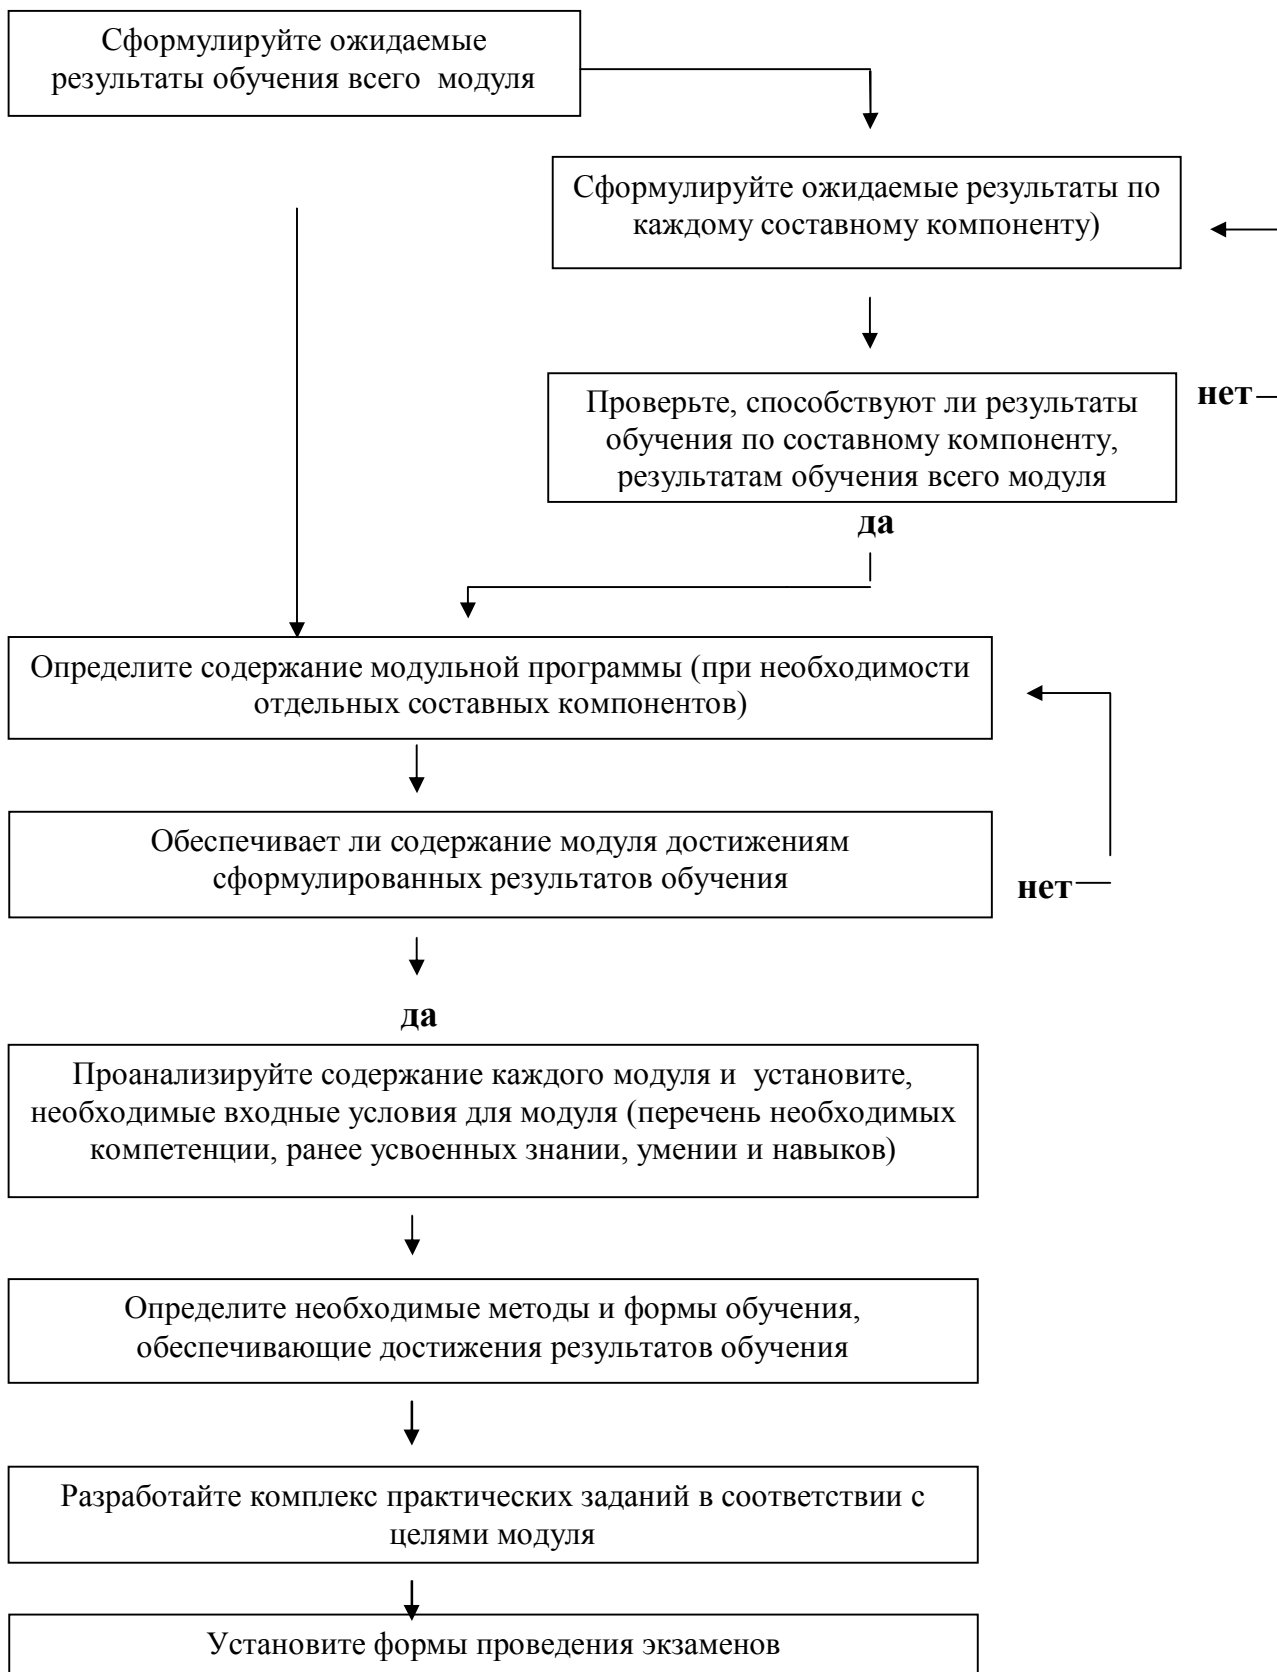 Сформулируйте ожидаемые
результаты обучения всего модуля
Сформулируйте ожидаемые результаты по
каждому составному компоненту)
Проверьте, способствуют ли результаты
обучения по составному компоненту,
результатам обучения всего модуля
нет
да
Определите содержание модульной программы (при необходимости
отдельных составных компонентов)
Обеспечивает ли содержание модуля достижениям
сформулированных результатов обучения
нет
да
Проанализируйте содержание каждого модуля и установите,
необходимые входные условия для модуля (перечень необходимых
компетенции, ранее усвоенных знании, умении и навыков)
Определите необходимые методы и формы обучения,
обеспечивающие достижения результатов обучения
Разработайте комплекс практических заданий в соответствии с
целями модуля
Установите формы проведения экзаменов